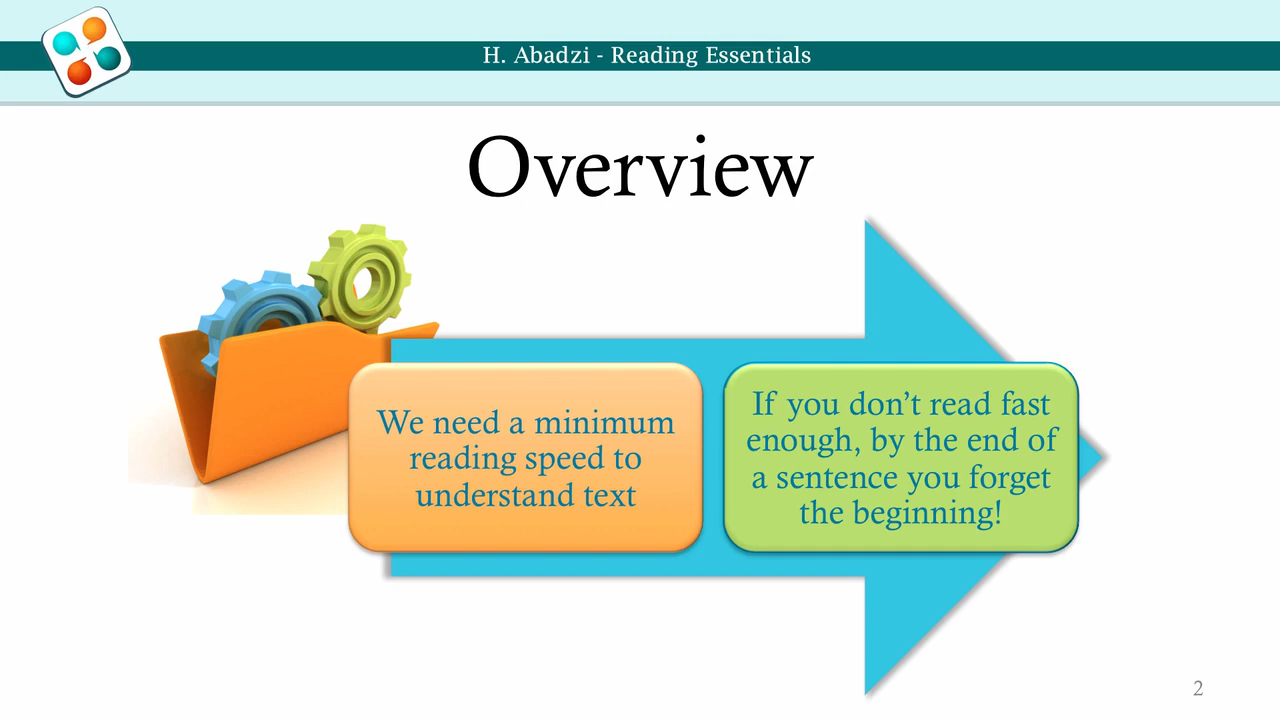 H. Abadzi - Reading Essentials
Overview
We need a minimum
reading speed to
understand text
If you don’t read fast
enough, by the end of
a sentence you forget
the beginning!
2